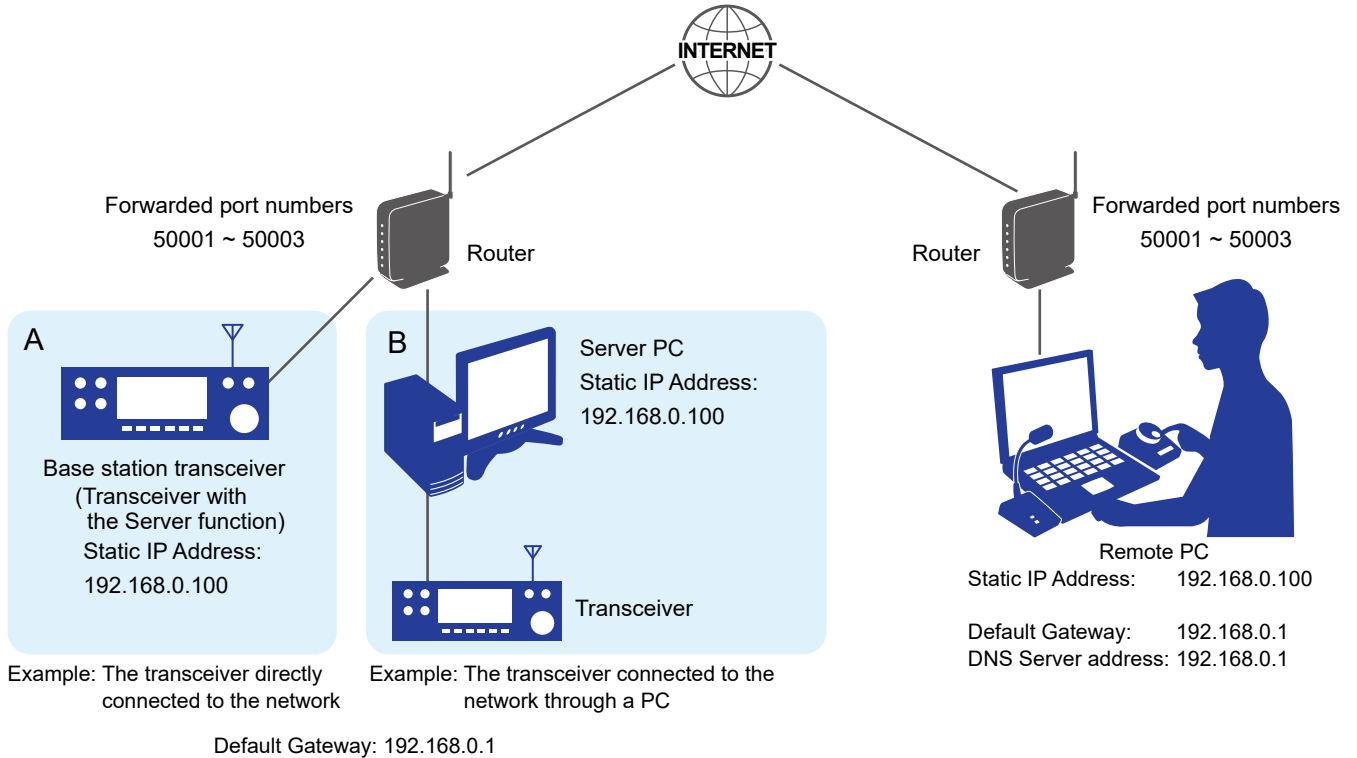 INTERNET
Forwarded port numbers
50001 ~ 50003
Router
Router
Forwarded port numbers
50001 ~ 50003
A
Base station transceiver
(Transceiver with
the Server function)
Static IP Address:
192.168.0.100
B
Server PC
Static IP Address:
192.168.0.100
Transceiver
Remote PC
Static IP Address: 192.168.0.100
Default Gateway: 192.168.0.1
DNS Server address: 192.168.0.1
Example: The transceiver directly
connected to the network
Example: The transceiver connected to the
network through a PC
Default Gateway: 192.168.0.1